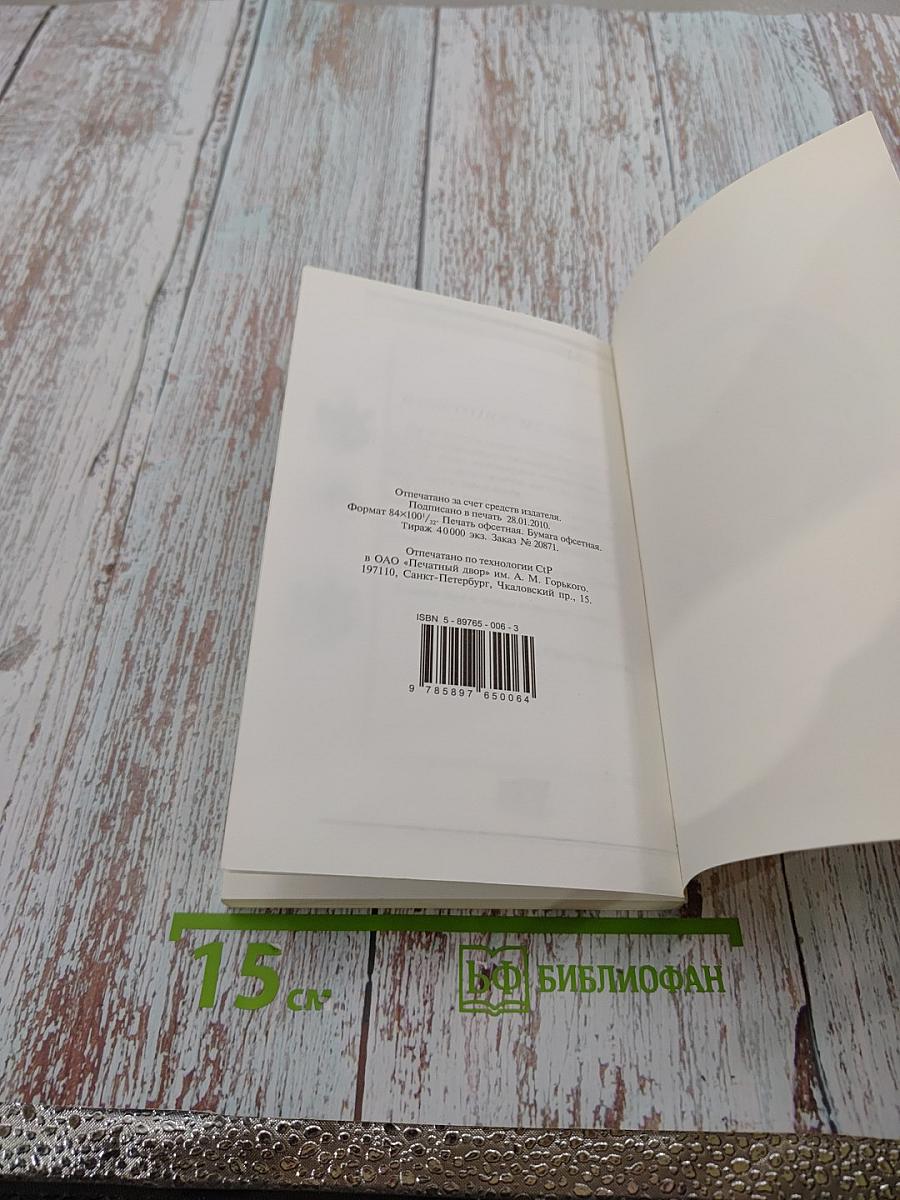 Отпечатано за счет средств издателя.
Подписано в печать 28.01.2010.
Формат 84×100¹/₃₂. Печать офсетная. Бумага офсетная.
Тираж 40 000 экз. Заказ № 20871.
Отпечатано по технологии CtP
в ОАО «Печатный двор» им. А. М. Горького.
197110, Санкт-Петербург, Чкаловский пр., 15.
ISBN 5-89765-006-3
9 785897 650064
15 см
БФ БИБЛИОФАН